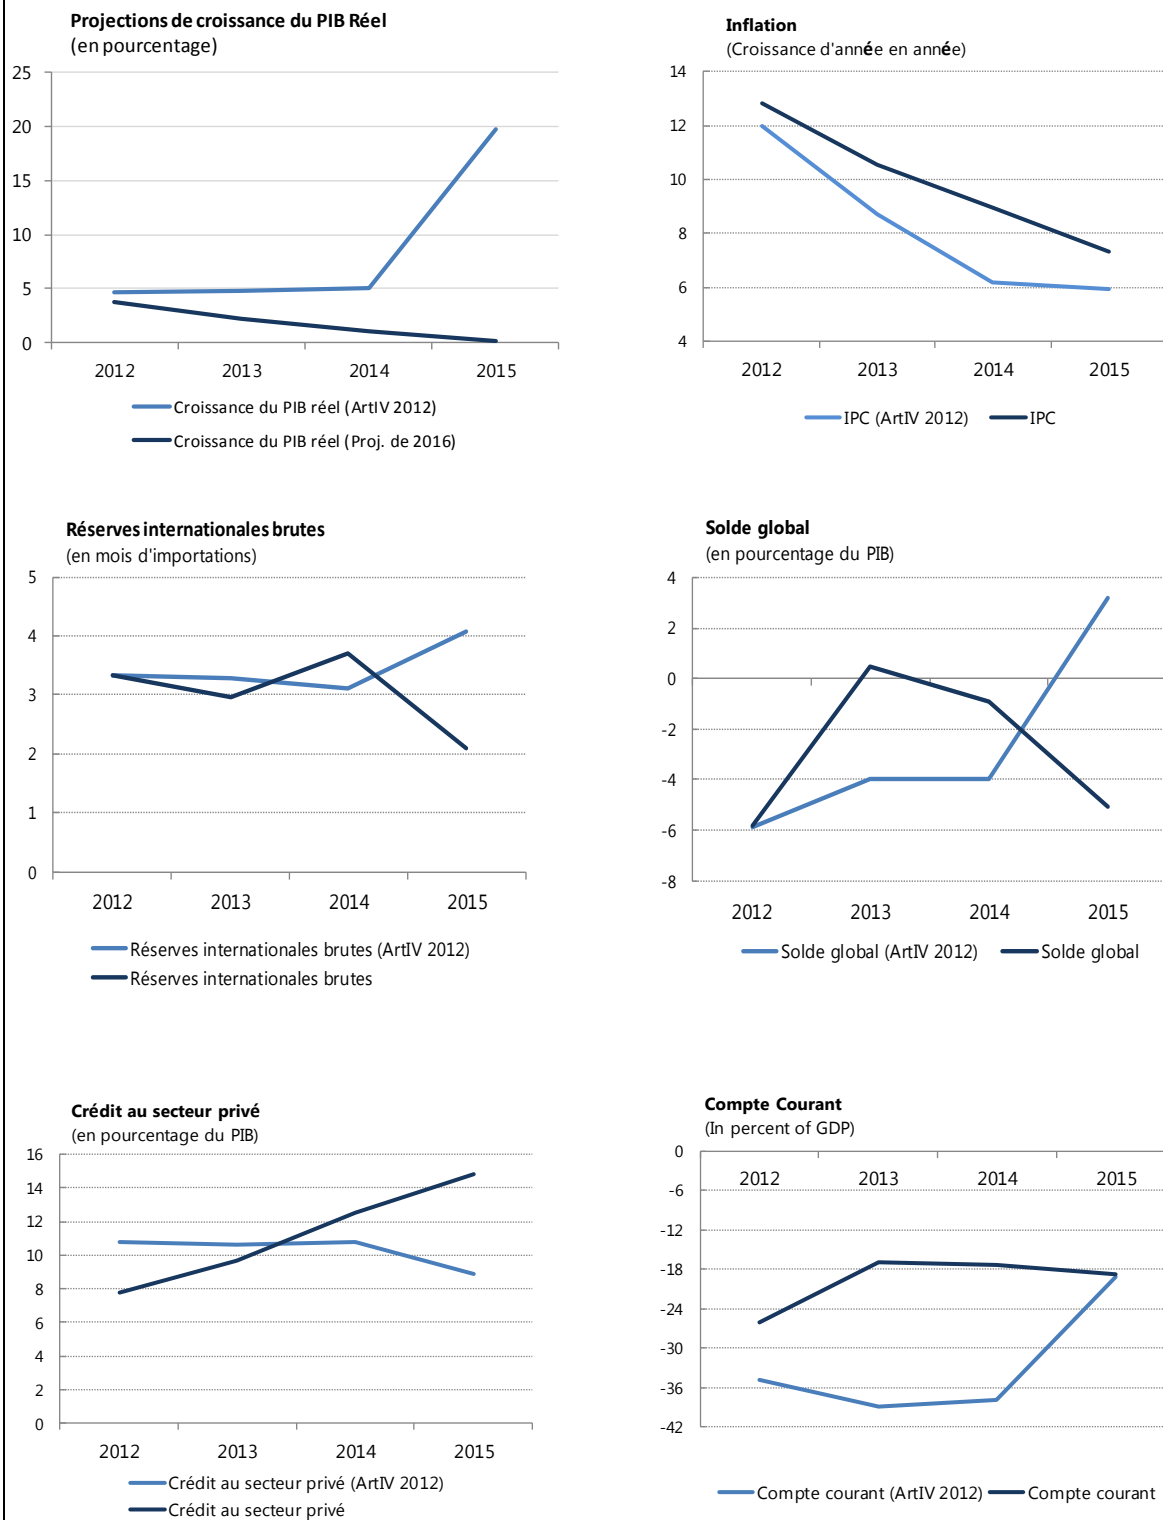 Projections de croissance du PIB Réel
(en pourcentage)
25
20
15
10
5
0
2012 2013 2014 2015
Croissance du PIB réel (ArtIV 2012)
Croissance du PIB réel (Proj. de 2016)
Inflation
(Croissance d'année en année)
14
12
10
8
6
4
2012 2013 2014 2015
IPC (ArtIV 2012) IPC
Réserves internationales brutes
(en mois d'importations)
5
4
3
2
1
0
2012 2013 2014 2015
Réserves internationales brutes (ArtIV 2012)
Réserves internationales brutes
Solde global
(en pourcentage du PIB)
4
2
0
-2
-4
-6
-8
2012 2013 2014 2015
Solde global (ArtIV 2012) Solde global
Crédit au secteur privé
(en pourcentage du PIB)
16
14
12
10
8
6
4
2
0
2012 2013 2014 2015
Crédit au secteur privé (ArtIV 2012)
Crédit au secteur privé
Compte Courant
(In percent of GDP)
0
2012 2013 2014 2015
-6
-12
-18
-24
-30
-36
-42
Compte courant (ArtIV 2012) Compte courant